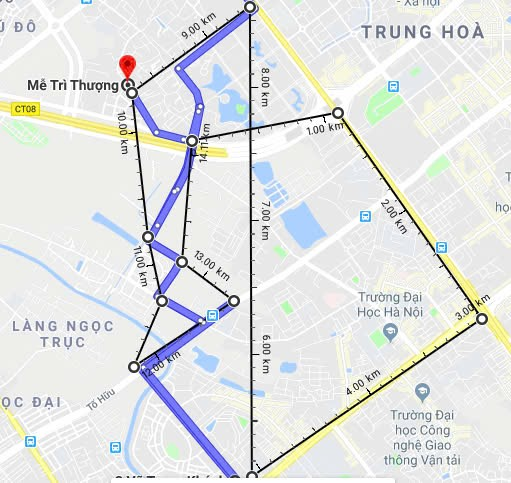 - Xã hội
Ủ ĐÔ
9.00 km
TRUNG HOÀ
8.00 km
Mễ Trì Thượng
CT08
10.00 km
14.11 km
1.00 km
2.00 km
7.00 km
học
13.00 km
11.00 km
Trường Đại
Học Hà Nội
3.00 km
LÀNG NGỌC
TRỤC
6.00 km
12.00 km
4.00 km
Tố Hữu
ỌC ĐẠI
Trường Đại
học Công
nghệ Giao
thông Vận tải